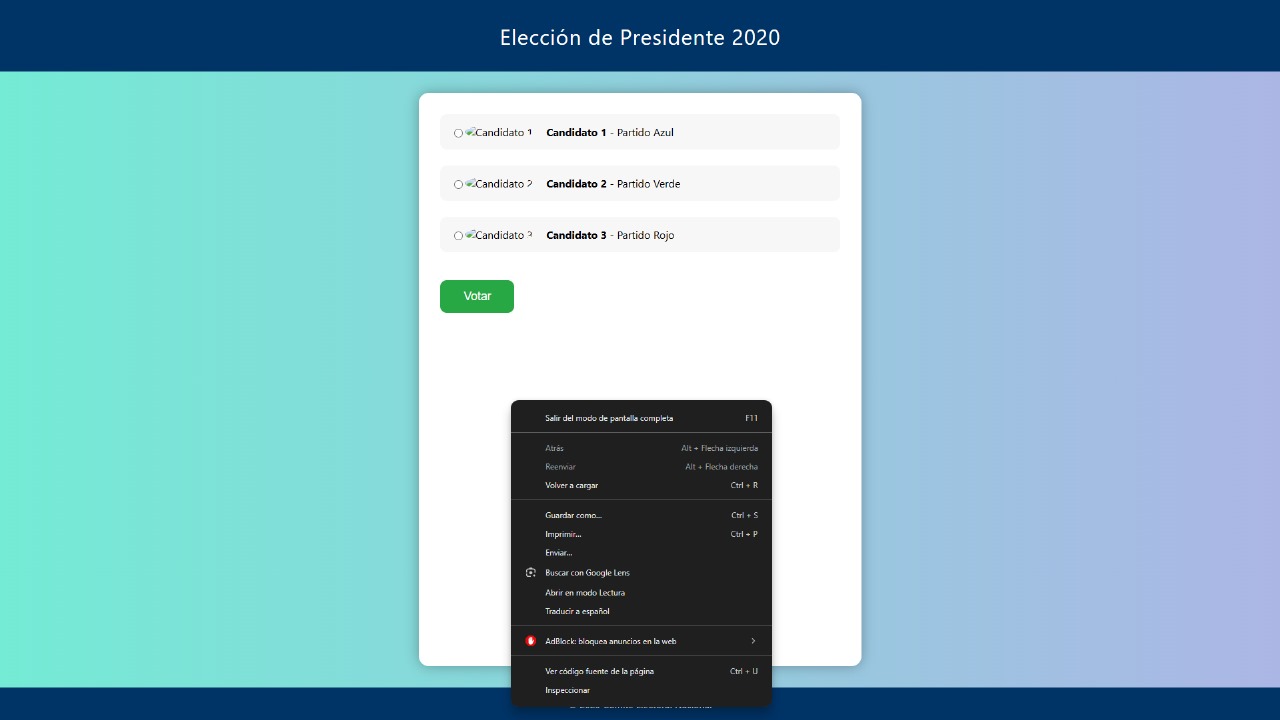 Elección de Presidente 2020
Candidato 1 Candidato 1 - Partido Azul
Candidato 2 Candidato 2 - Partido Verde
Candidato 3 Candidato 3 - Partido Rojo
Votar
Salir del modo de pantalla completa F11
Atrás Alt + Flecha izquierda
Reenviar Alt + Flecha derecha
Volver a cargar Ctrl + R
Guardar como... Ctrl + S
Imprimir... Ctrl + P
Enviar...
Buscar con Google Lens
Abrir en modo Lectura
Traducir a español
AdBlock: bloquea anuncios en la web
Ver código fuente de la página Ctrl + U
Inspeccionar